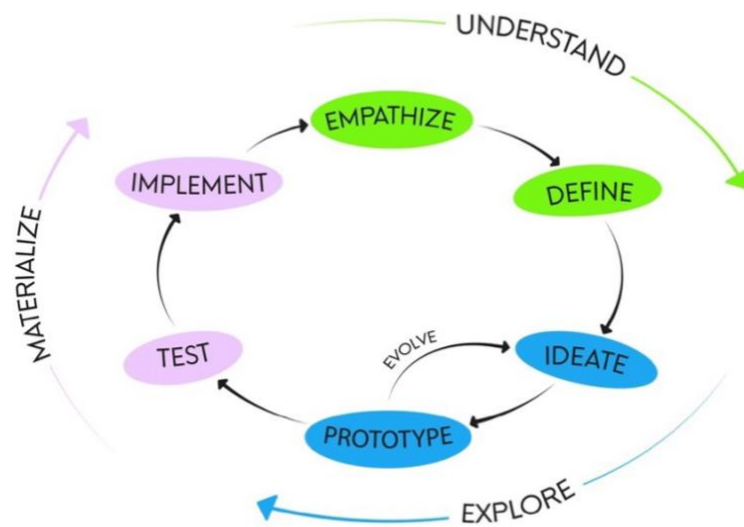 UNDERSTAND
EMPATHIZE
IMPLEMENT
DEFINE
MATERIALIZE
EVOLVE
TEST
IDEATE
PROTOTYPE
EXPLORE